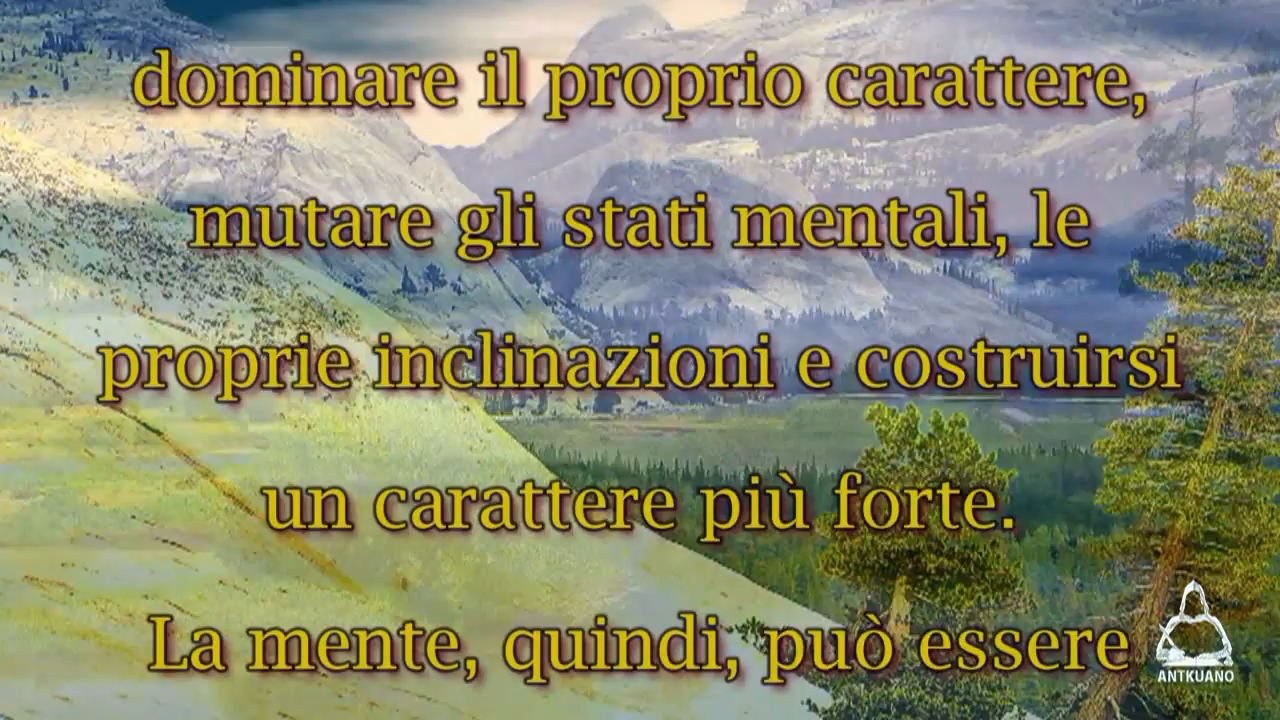 dominare il proprio carattere,
mutare gli stati mentali, le
proprie inclinazioni e costruirsi
un carattere più forte.
La mente, quindi, può essere
ANTKUANO